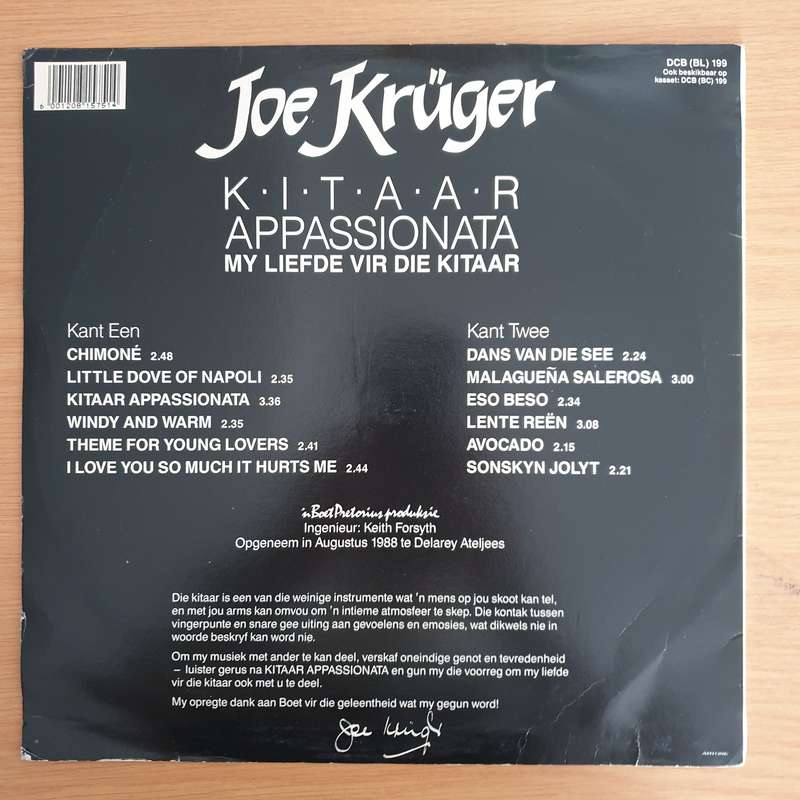 6 001208 157514
DCB (BL) 199
Ook beskikbaar op
kasset: DCB (BC) 199
Joe Krüger
K·I·T·A·A·R
APPASSIONATA
MY LIEFDE VIR DIE KITAAR
Kant Een
CHIMONÉ 2.48
LITTLE DOVE OF NAPOLI 2.35
KITAAR APPASSIONATA 3.36
WINDY AND WARM 2.35
THEME FOR YOUNG LOVERS 2.41
I LOVE YOU SO MUCH IT HURTS ME 2.44
Kant Twee
DANS VAN DIE SEE 2.24
MALAGUEÑA SALEROSA 3.00
ESO BESO 2.34
LENTE REËN 3.08
AVOCADO 2.15
SONSKYN JOLYT 2.21
'n Boet Pretorius produksie
Ingenieur: Keith Forsyth
Opgeneem in Augustus 1988 te Delarey Ateljees
Die kitaar is een van die weinige instrumente wat 'n mens op jou skoot kan tel,
en met jou arms kan omvou om 'n intieme atmosfeer te skep. Die kontak tussen
vingerpunte en snare gee uiting aan gevoelens en emosies, wat dikwels nie in
woorde beskryf kan word nie.
Om my musiek met ander te kan deel, verskaf oneindige genot en tevredenheid
– luister gerus na KITAAR APPASSIONATA en gun my die voorreg om my liefde
vir die kitaar ook met u te deel.
My opregte dank aan Boet vir die geleentheid wat my gegun word!
Joe Krüger